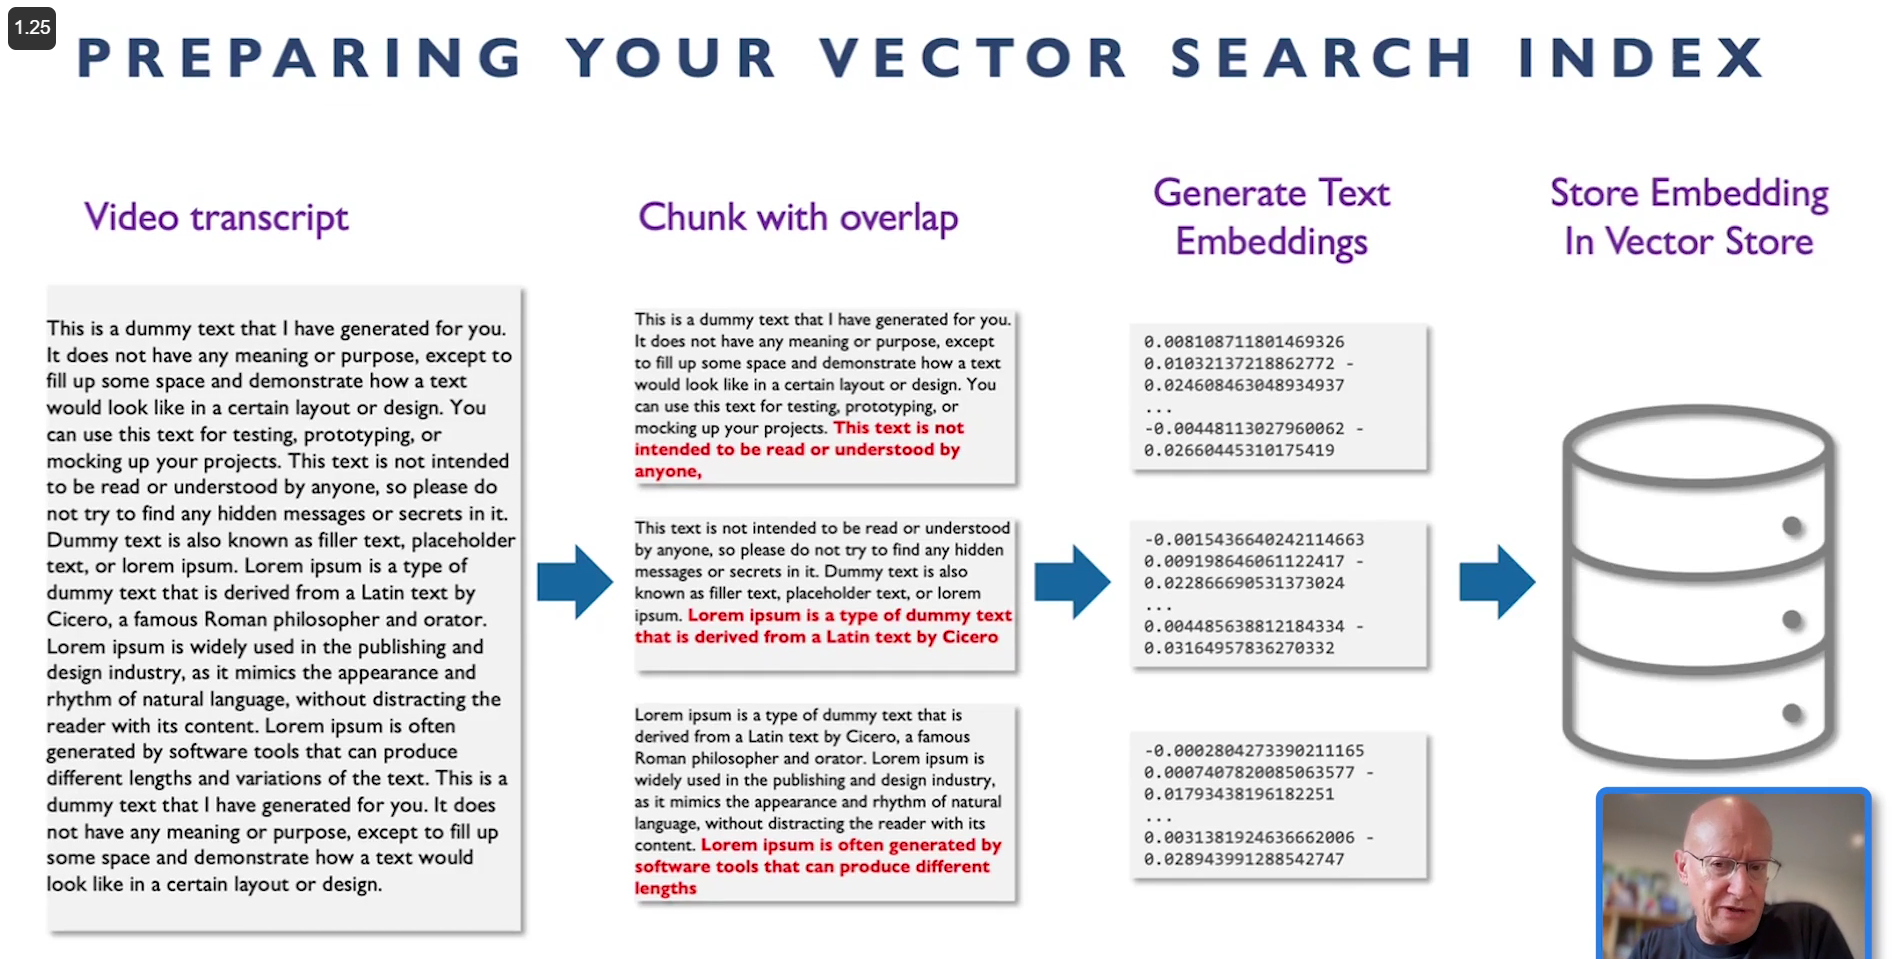 1.25
PREPARING YOUR VECTOR SEARCH INDEX
Video transcript
This is a dummy text that I have generated for you.
It does not have any meaning or purpose, except to
fill up some space and demonstrate how a text
would look like in a certain layout or design. You
can use this text for testing, prototyping, or
mocking up your projects. This text is not intended
to be read or understood by anyone, so please do
not try to find any hidden messages or secrets in it.
Dummy text is also known as filler text, placeholder
text, or lorem ipsum. Lorem ipsum is a type of
dummy text that is derived from a Latin text by
Cicero, a famous Roman philosopher and orator.
Lorem ipsum is widely used in the publishing and
design industry, as it mimics the appearance and
rhythm of natural language, without distracting the
reader with its content. Lorem ipsum is often
generated by software tools that can produce
different lengths and variations of the text. This is a
dummy text that I have generated for you. It does
not have any meaning or purpose, except to fill up
some space and demonstrate how a text would
look like in a certain layout or design.
Chunk with overlap
This is a dummy text that I have generated for you.
It does not have any meaning or purpose, except
to fill up some space and demonstrate how a text
would look like in a certain layout or design. You
can use this text for testing, prototyping, or
mocking up your projects. This text is not
intended to be read or understood by
anyone,
This text is not intended to be read or understood
by anyone, so please do not try to find any hidden
messages or secrets in it. Dummy text is also
known as filler text, placeholder text, or lorem
ipsum. Lorem ipsum is a type of dummy text
that is derived from a Latin text by Cicero
Lorem ipsum is a type of dummy text that is
derived from a Latin text by Cicero, a famous
Roman philosopher and orator. Lorem ipsum is
widely used in the publishing and design industry,
as it mimics the appearance and rhythm of natural
language, without distracting the reader with its
content. Lorem ipsum is often generated by
software tools that can produce different
lengths
Generate Text
Embeddings
0.008108711801469326
0.01032137218862772 -
0.024608463048934937
...
-0.00448113027960062 -
0.02660445310175419
-0.0015436640242114663
0.009198646061122417 -
0.022866690531373024
...
0.004485638812184334 -
0.03164957836270332
-0.0002804273390211165
0.0007407820085063577 -
0.01793438196182251
...
0.0031381924636662006 -
0.028943991288542747
Store Embedding
In Vector Store